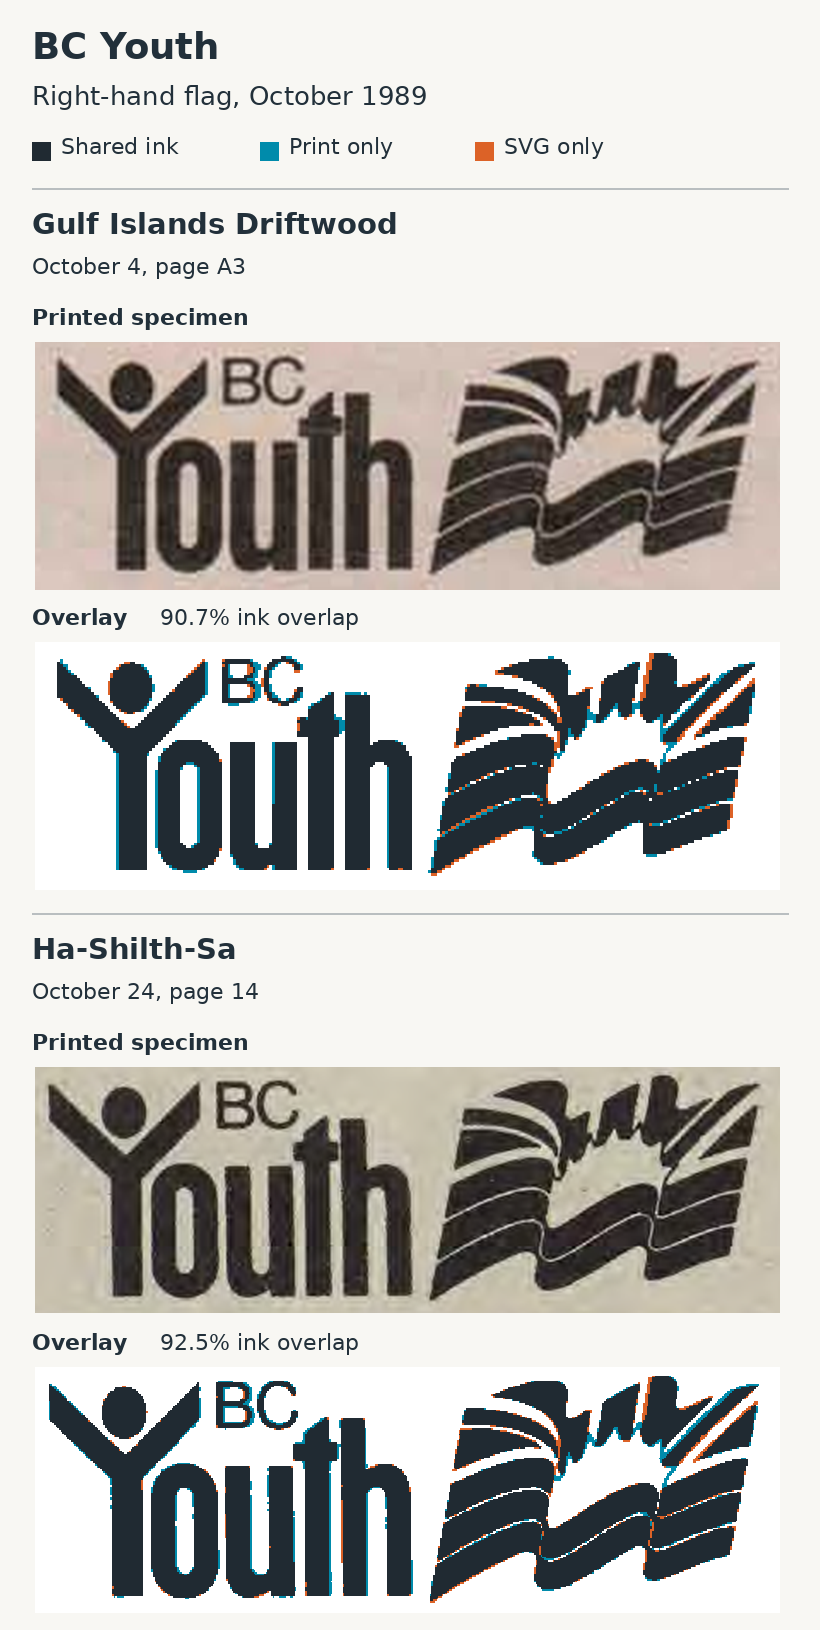 BC Youth
Right-hand flag, October 1989
Shared ink Print only SVG only
Gulf Islands Driftwood
October 4, page A3
Printed specimen
BC
Youth
Overlay 90.7% ink overlap
BC
Youth
Ha-Shilth-Sa
October 24, page 14
Printed specimen
BC
Youth
Overlay 92.5% ink overlap
BC
Youth